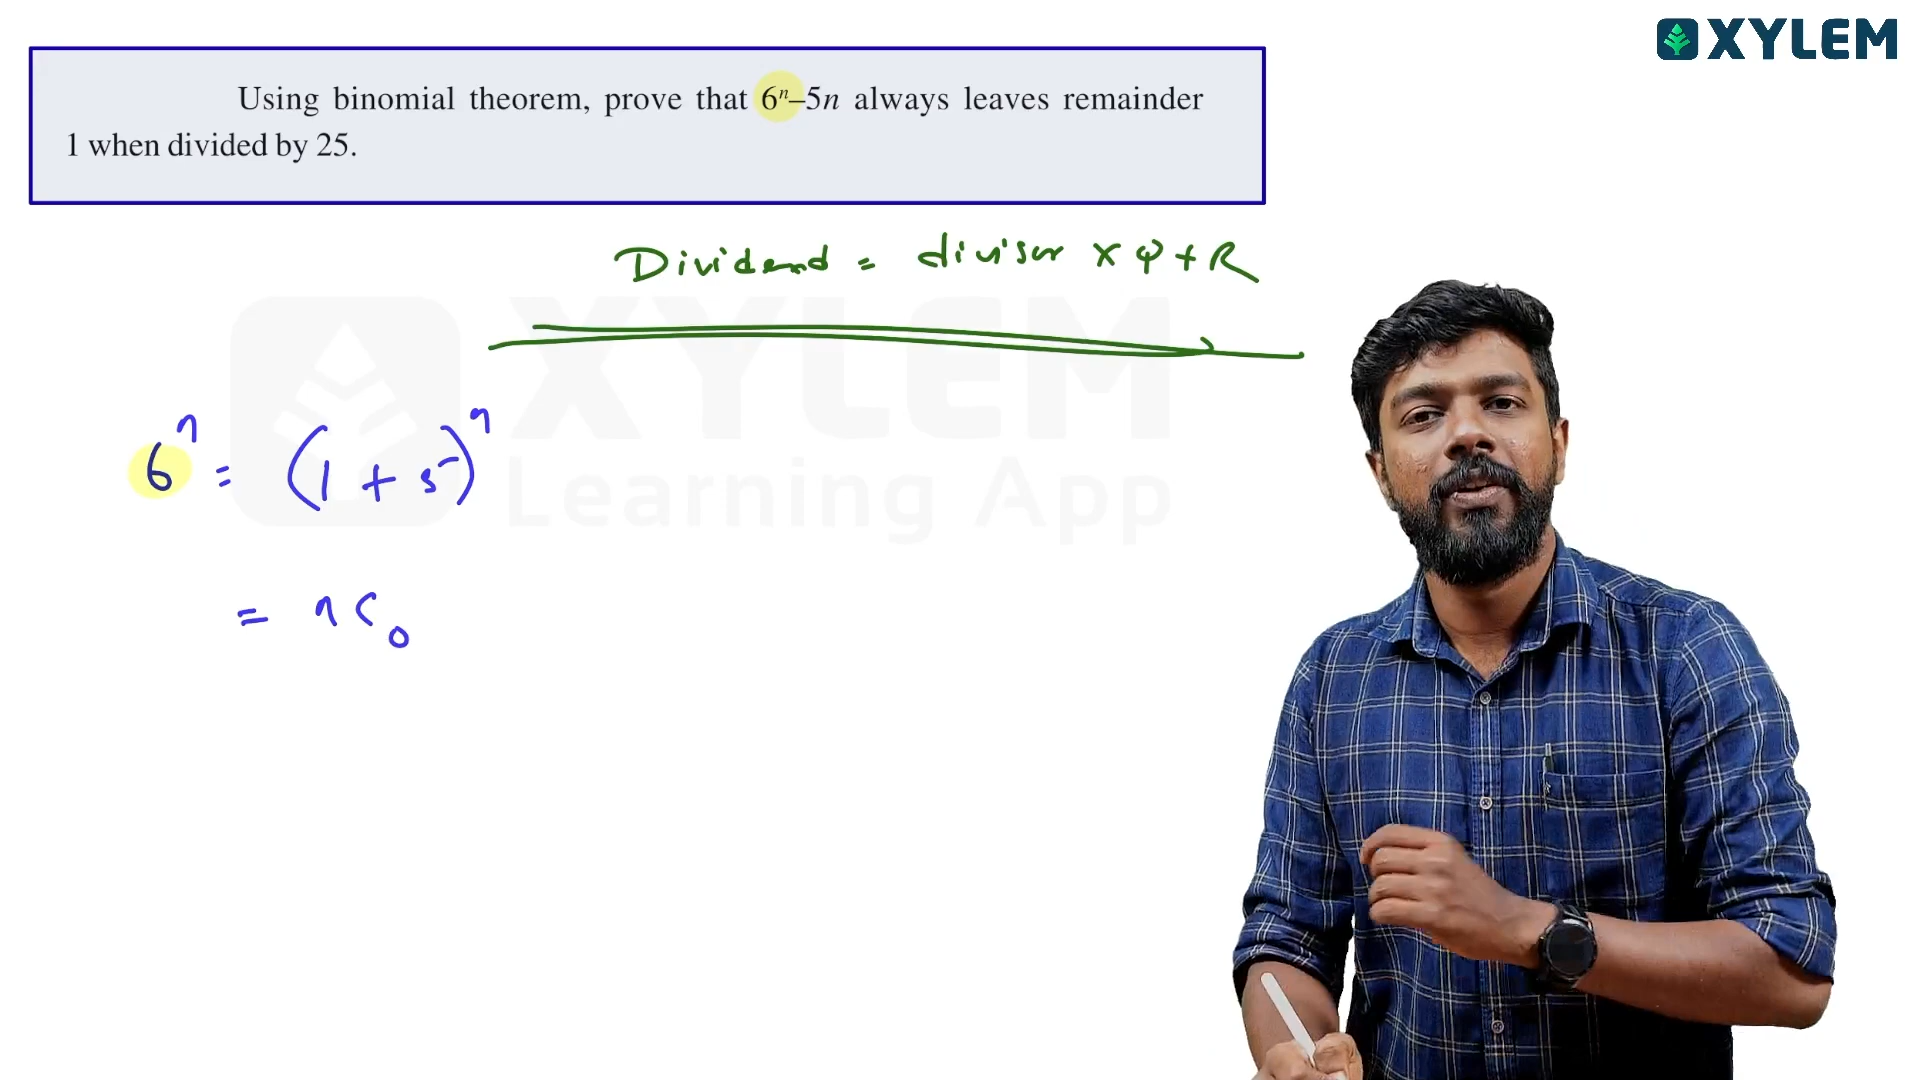 XYLEM
Using binomial theorem, prove that 6ⁿ–5n always leaves remainder
1 when divided by 25.
Dividend = divisor × Q + R
XYLEM
Learning App
6ⁿ = (1 + 5)ⁿ
= nC₀